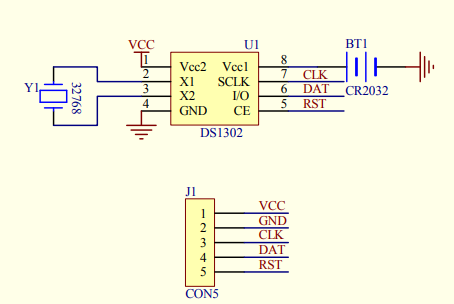 VCC U1 BT1
1 Vcc2 Vcc1 8
2 X1 SCLK 7 CLK
Y1 32768 3 X2 I/O 6 DAT CR2032
4 GND CE 5 RST
DS1302
J1
1 VCC
2 GND
3 CLK
4 DAT
5 RST
CON5